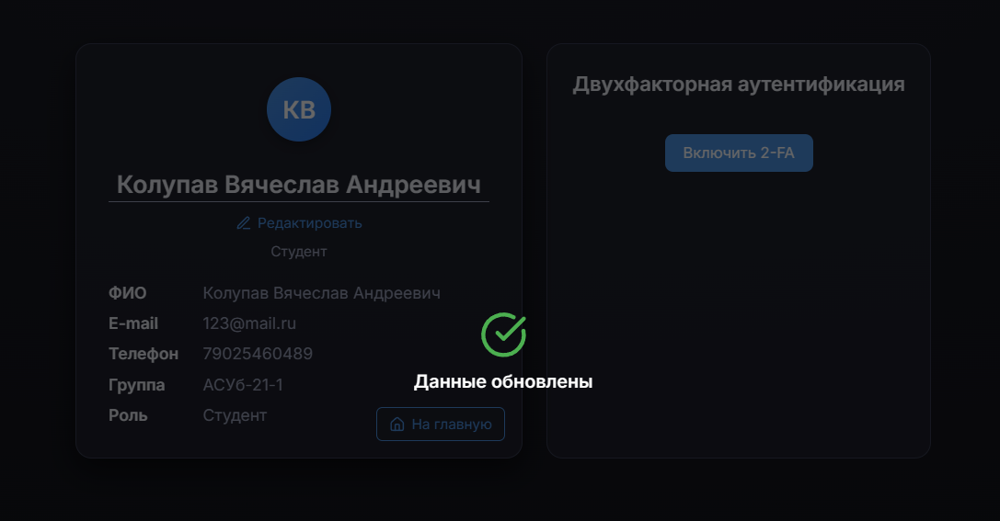 КВ
Колупав Вячеслав Андреевич
Редактировать
Студент
ФИО Колупав Вячеслав Андреевич
E-mail 123@mail.ru
Телефон 79025460489
Группа АСУб-21-1
Роль Студент
На главную
Двухфакторная аутентификация
Включить 2-FA
Данные обновлены